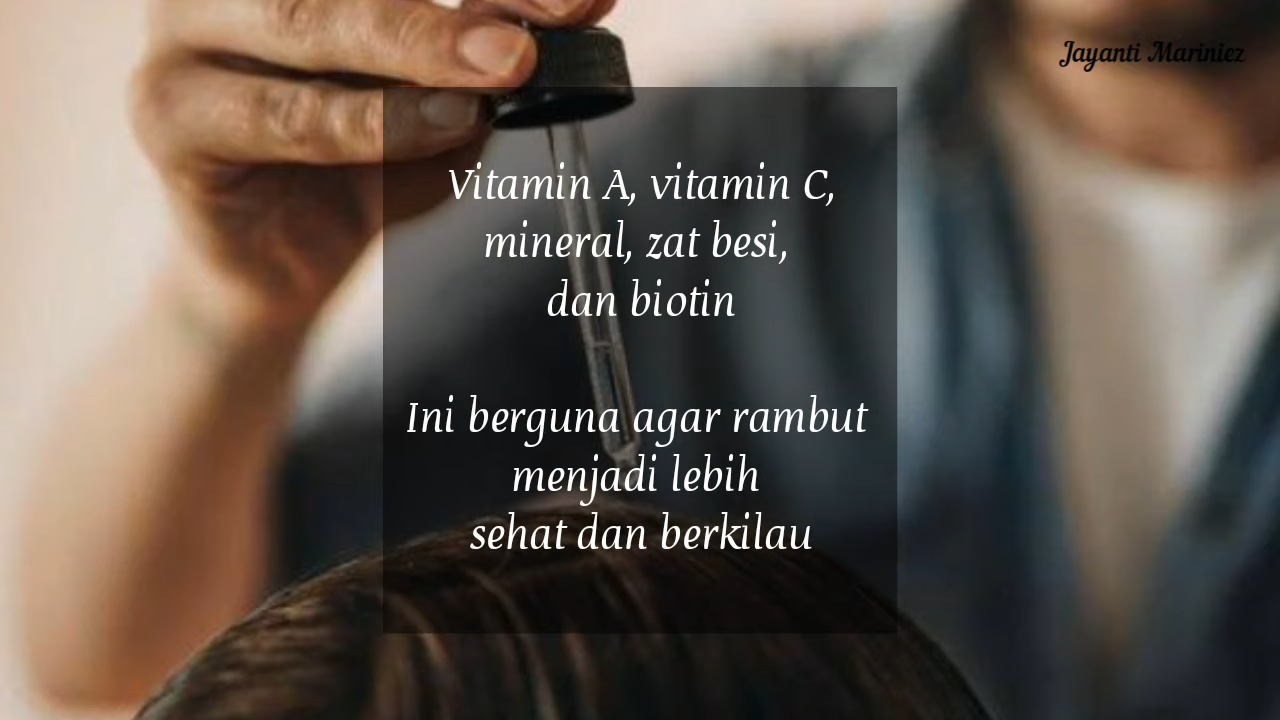 Jayanti Mariniez
Vitamin A, vitamin C,
mineral, zat besi,
dan biotin
Ini berguna agar rambut
menjadi lebih
sehat dan berkilau